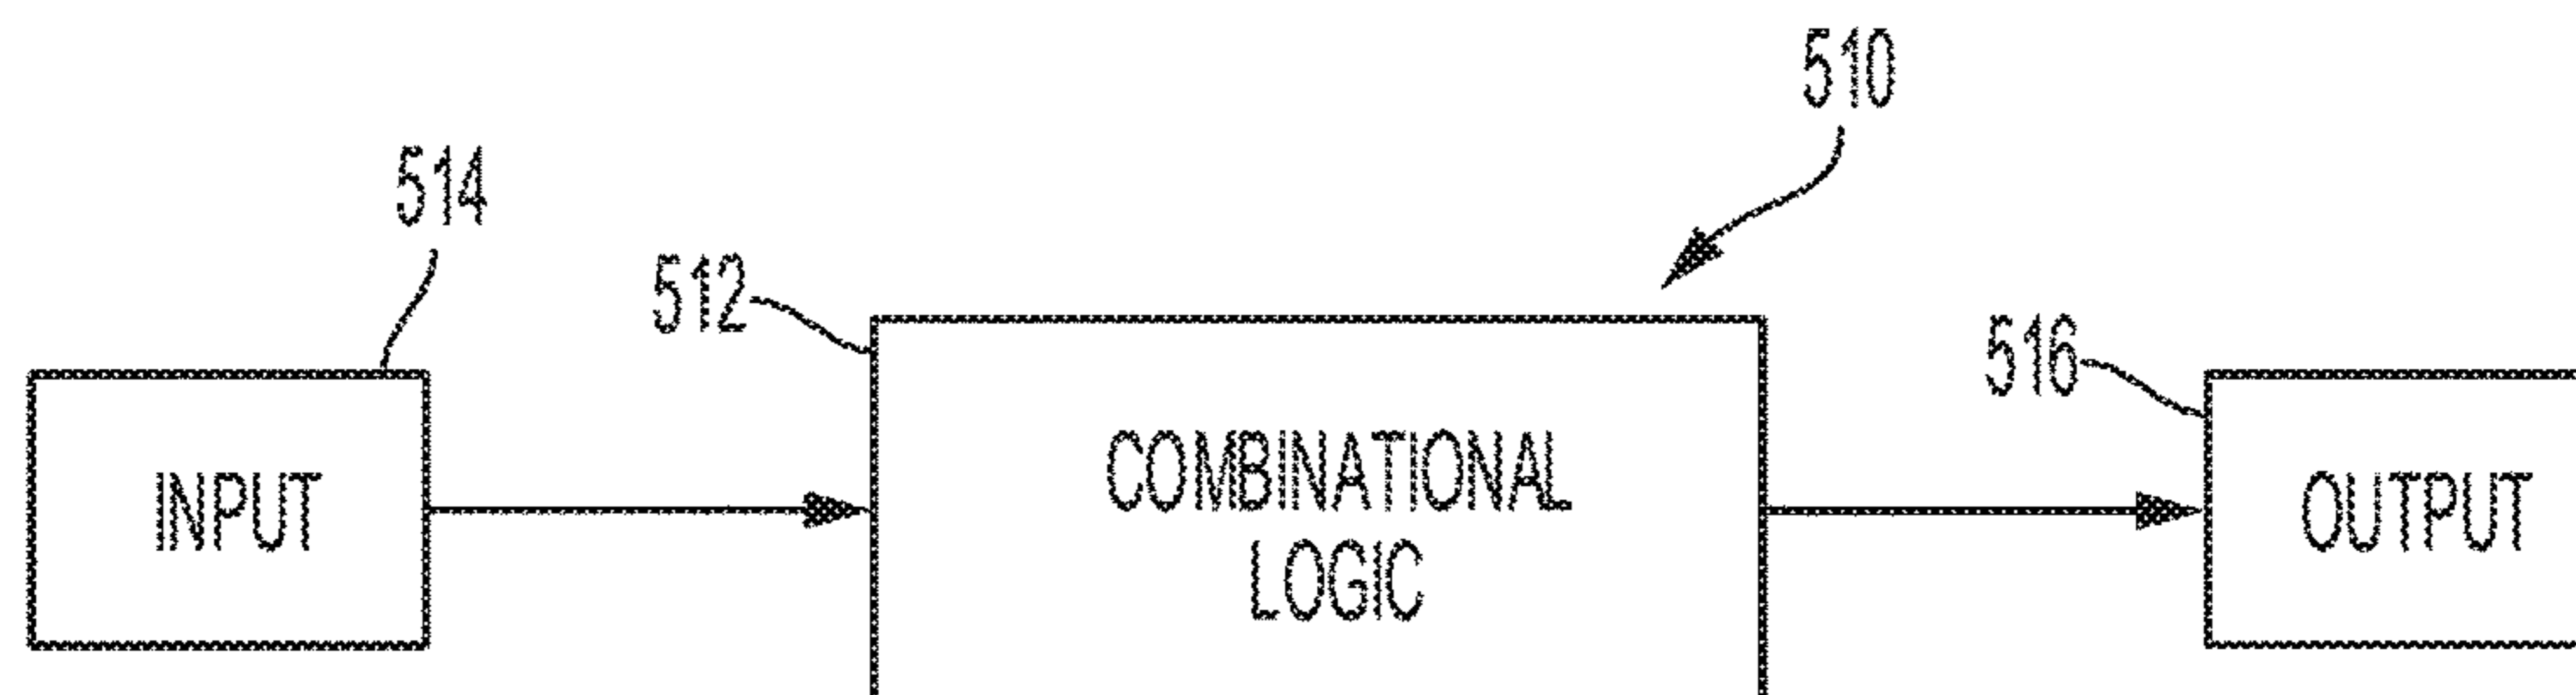 510
514
512
516
INPUT
COMBINATIONAL
LOGIC
OUTPUT